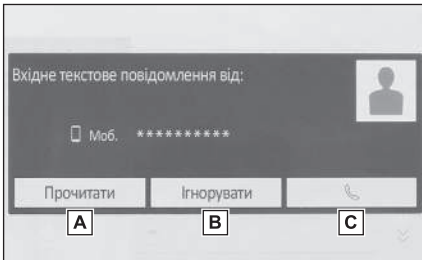 Вхідне текстове повідомлення від:
Моб. **********
Прочитати Ігнорувати
A B C